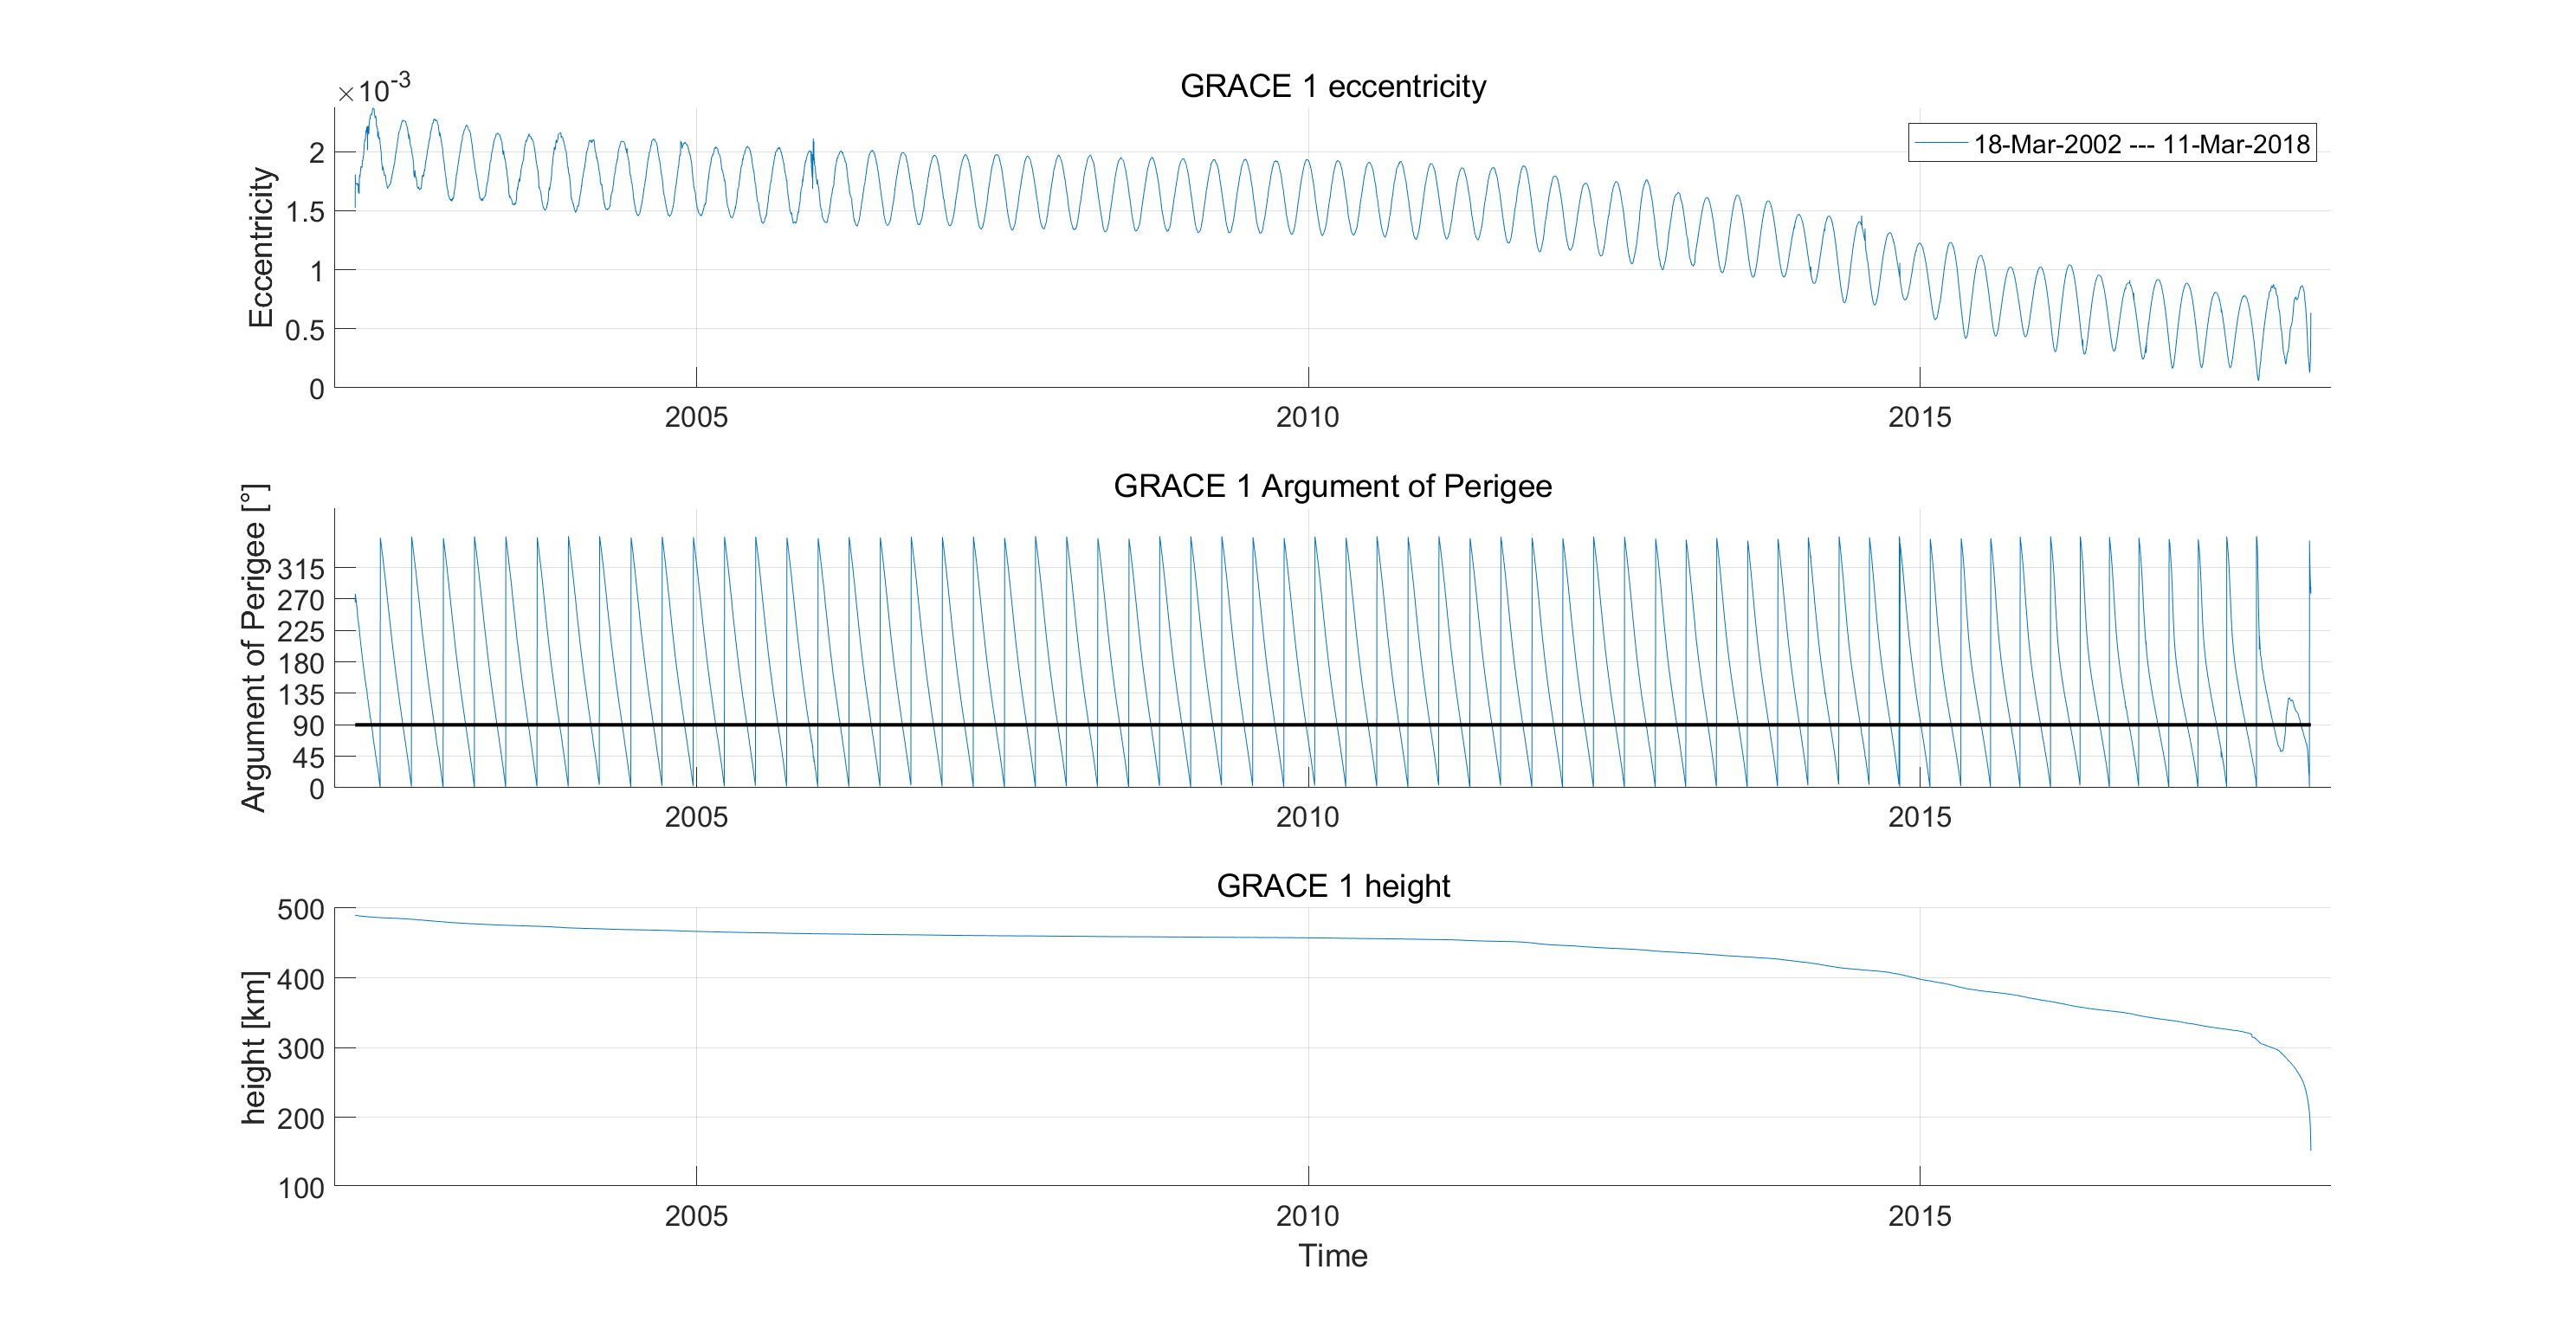 GRACE 1 eccentricity
×10-3
Eccentricity
2
1.5
1
0.5
0
18-Mar-2002 --- 11-Mar-2018
2005 2010 2015
GRACE 1 Argument of Perigee
Argument of Perigee [°]
315
270
225
180
135
90
45
0
2005 2010 2015
GRACE 1 height
height [km]
500
400
300
200
100
2005 2010 2015
Time